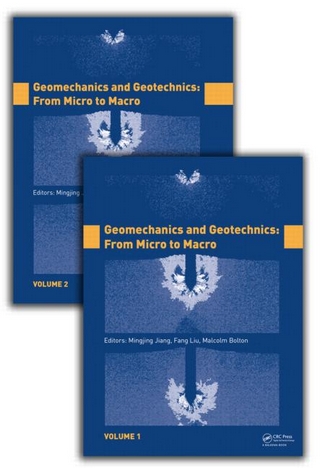 Geomechanics and Geotechnics:
From Micro to Macro
Editors: Mingjing
VOLUME 2
Geomechanics and Geotechnics:
From Micro to Macro
Editors: Mingjing Jiang, Fang Liu, Malcolm Bolton
VOLUME 1
CRC Press